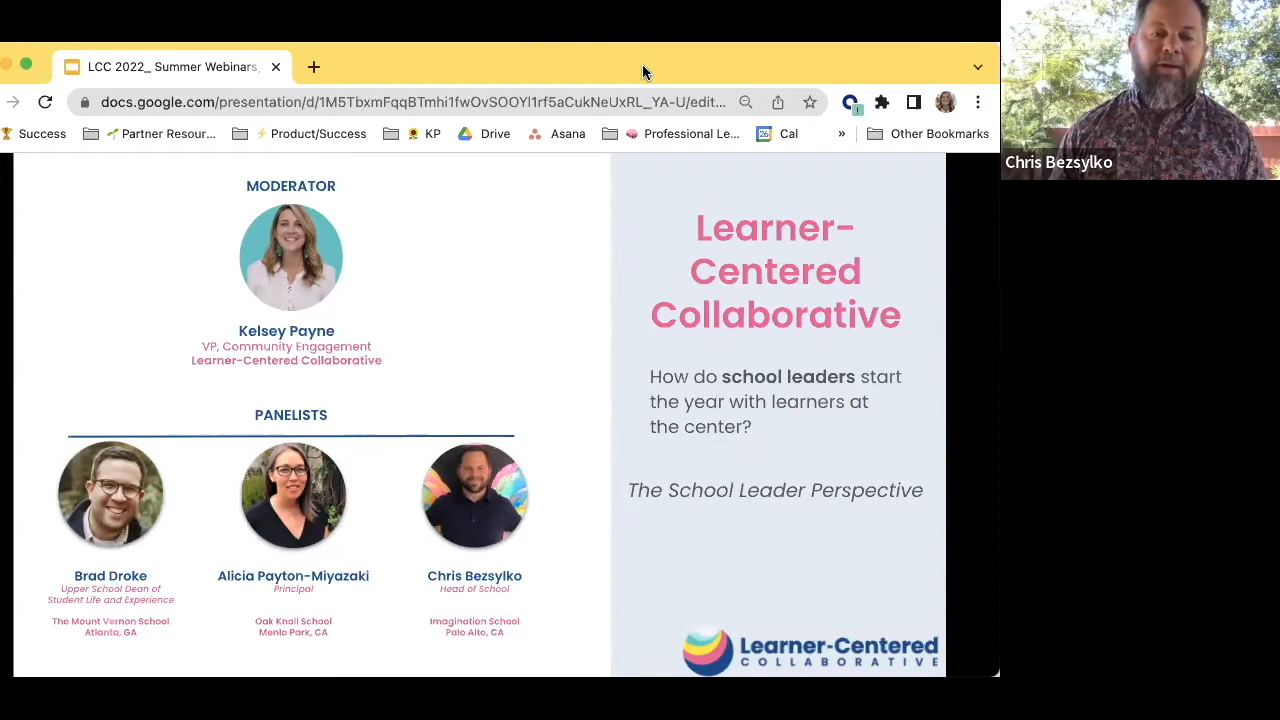 LCC 2022_ Summer Webinars,
docs.google.com/presentation/d/1M5TbxmFqqBTmhi1fwOvSOOYl1rf5aCukNeUxRL_YA-U/edit...
Success
Partner Resour...
Product/Success
KP
Drive
Asana
Professional Le...
26
Cal
»
Other Bookmarks
Chris Bezsylko
MODERATOR
Kelsey Payne
VP, Community Engagement
Learner-Centered Collaborative
PANELISTS
Brad Droke
Upper School Dean of
Student Life and Experience
The Mount Vernon School
Atlanta, GA
Alicia Payton-Miyazaki
Principal
Oak Knoll School
Menlo Park, CA
Chris Bezsylko
Head of School
Imagination School
Palo Alto, CA
Learner-
Centered
Collaborative
How do school leaders start
the year with learners at
the center?
The School Leader Perspective
Learner-Centered
COLLABORATIVE